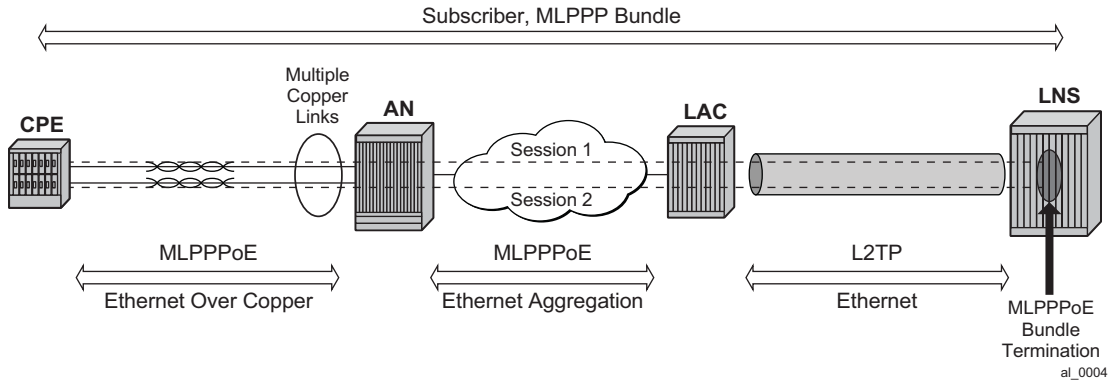 Subscriber, MLPPP Bundle
Multiple
Copper
Links
CPE
AN
LAC
LNS
Session 1
Session 2
MLPPPoE
MLPPPoE
L2TP
Ethernet Over Copper
Ethernet Aggregation
Ethernet
MLPPPoE
Bundle
Termination
al_0004